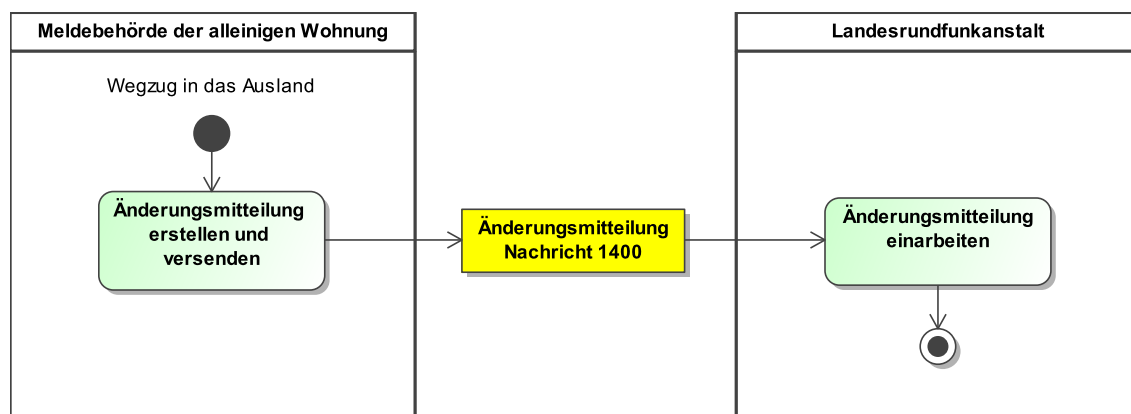 Meldebehörde der alleinigen Wohnung
Landesrundfunkanstalt
Wegzug in das Ausland
Änderungsmitteilung
erstellen und
versenden
Änderungsmitteilung
Nachricht 1400
Änderungsmitteilung
einarbeiten